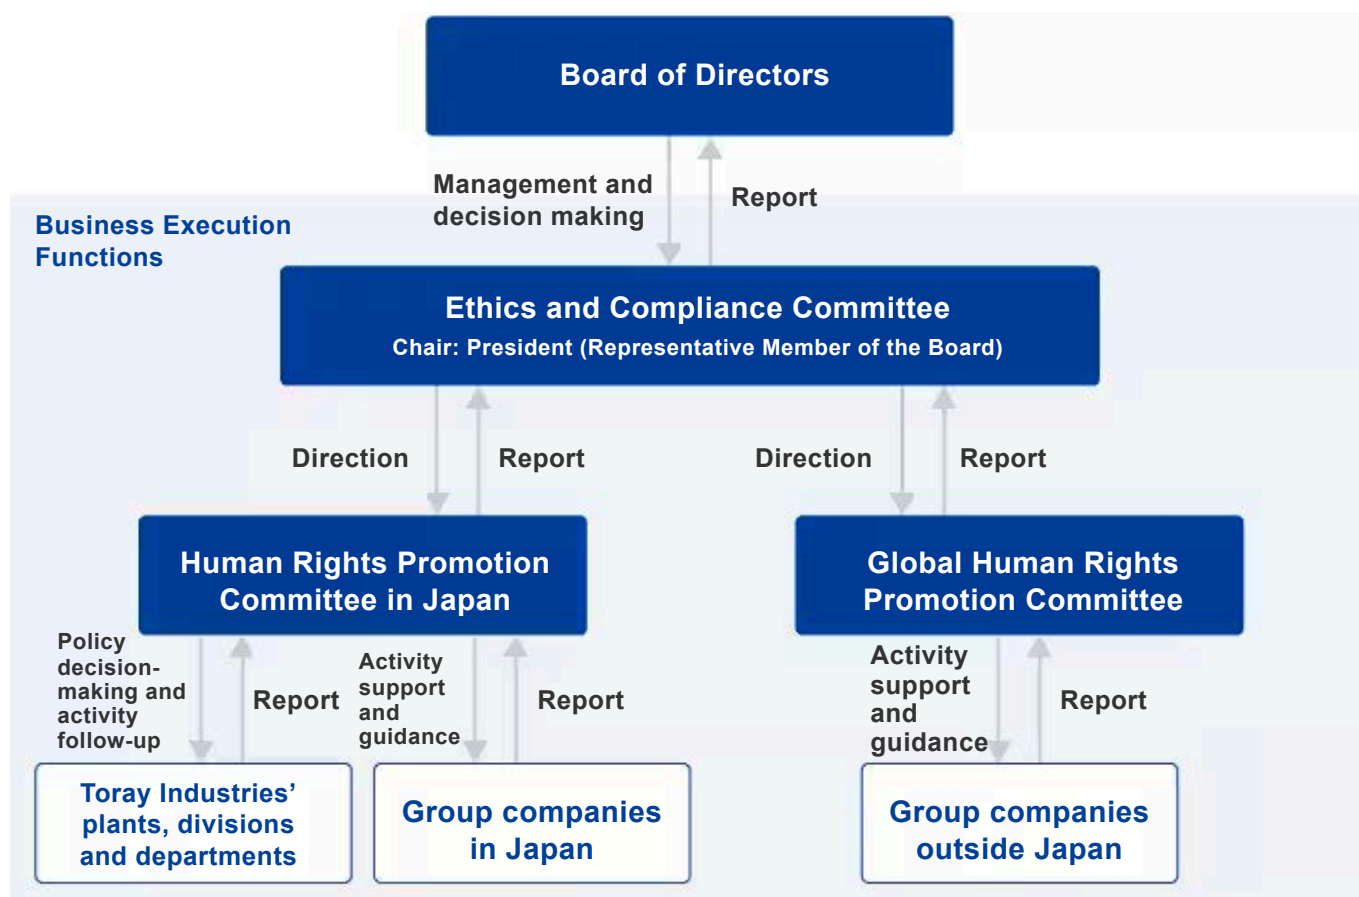 Board of Directors
Management and
decision making
Report
Business Execution
Functions
Ethics and Compliance Committee
Chair: President (Representative Member of the Board)
Direction
Report
Direction
Report
Human Rights Promotion
Committee in Japan
Global Human Rights
Promotion Committee
Policy
decision-
making and
activity
follow-up
Report
Activity
support
and
guidance
Report
Activity
support
and
guidance
Report
Toray Industries’
plants, divisions
and departments
Group companies
in Japan
Group companies
outside Japan